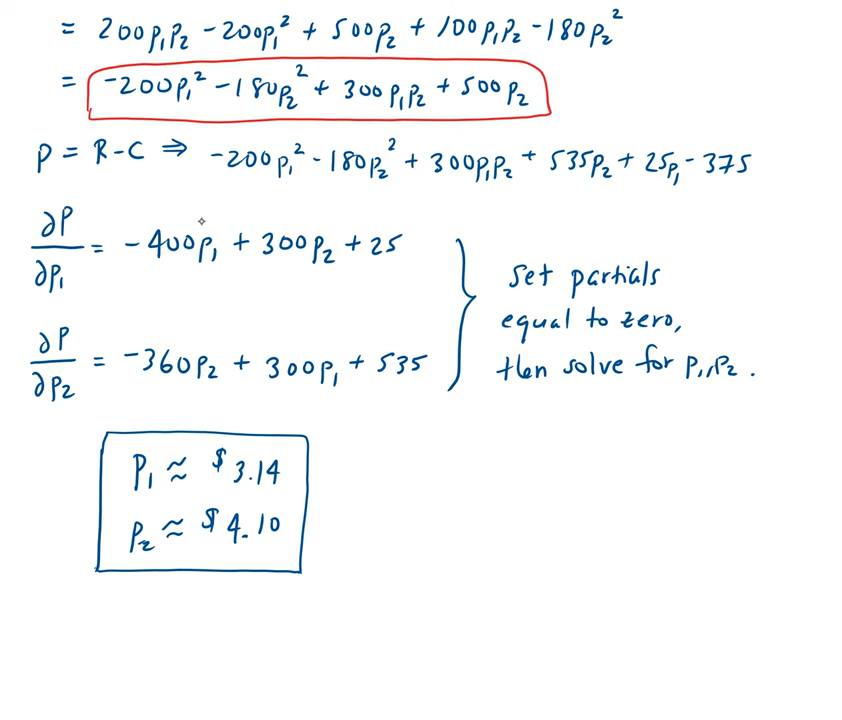 = 200p₁p₂ - 200p₁² + 500p₂ + 100p₁p₂ - 180p₂²
= -200p₁² - 180p₂² + 300p₁p₂ + 500p₂
P = R - C ⇒ -200p₁² - 180p₂² + 300p₁p₂ + 535p₂ + 25p₁ - 375
∂P/∂p₁ = -400p₁ + 300p₂ + 25
∂P/∂p₂ = -360p₂ + 300p₁ + 535
} set partials
equal to zero,
then solve for p₁, p₂.
P₁ ≈ $3.14
P₂ ≈ $4.10